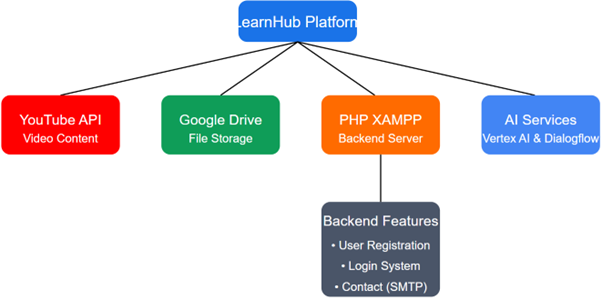 LearnHub Platform
YouTube API
Video Content
Google Drive
File Storage
PHP XAMPP
Backend Server
AI Services
Vertex AI & Dialogflow
Backend Features
• User Registration
• Login System
• Contact (SMTP)